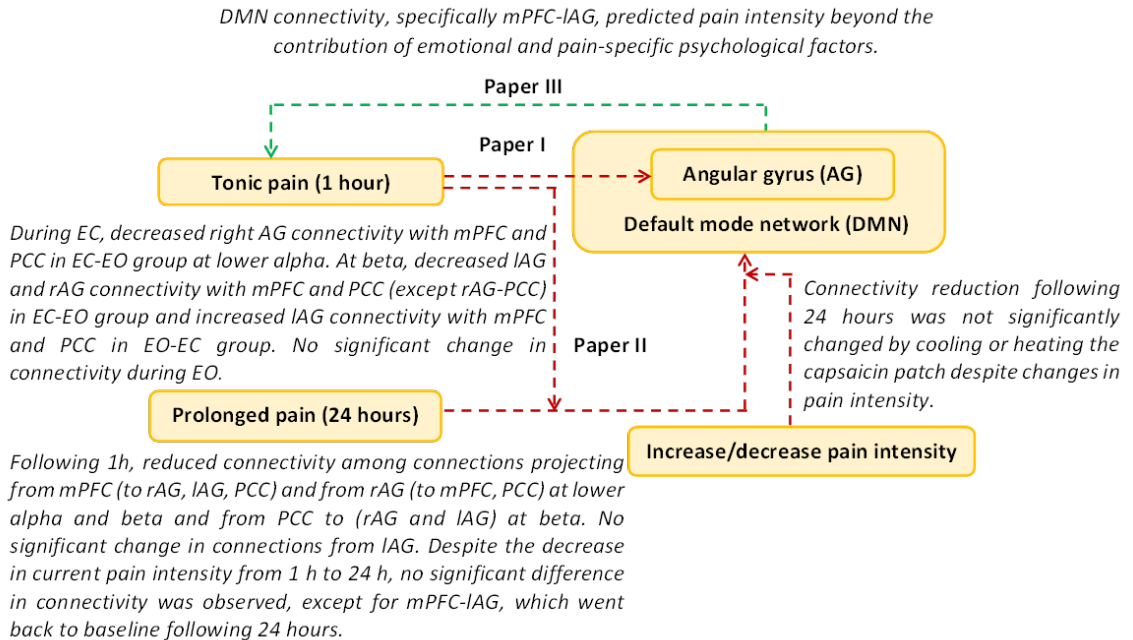 DMN connectivity, specifically mPFC-lAG, predicted pain intensity beyond the
contribution of emotional and pain-specific psychological factors.
Paper III
Paper I
Tonic pain (1 hour)
Angular gyrus (AG)
Default mode network (DMN)
During EC, decreased right AG connectivity with mPFC and
PCC in EC-EO group at lower alpha. At beta, decreased lAG
and rAG connectivity with mPFC and PCC (except rAG-PCC)
in EC-EO group and increased lAG connectivity with mPFC
and PCC in EO-EC group. No significant change in
connectivity during EO.
Paper II
Connectivity reduction following
24 hours was not significantly
changed by cooling or heating the
capsaicin patch despite changes in
pain intensity.
Prolonged pain (24 hours)
Increase/decrease pain intensity
Following 1h, reduced connectivity among connections projecting
from mPFC (to rAG, lAG, PCC) and from rAG (to mPFC, PCC) at lower
alpha and beta and from PCC to (rAG and lAG) at beta. No
significant change in connections from lAG. Despite the decrease
in current pain intensity from 1 h to 24 h, no significant difference
in connectivity was observed, except for mPFC-lAG, which went
back to baseline following 24 hours.